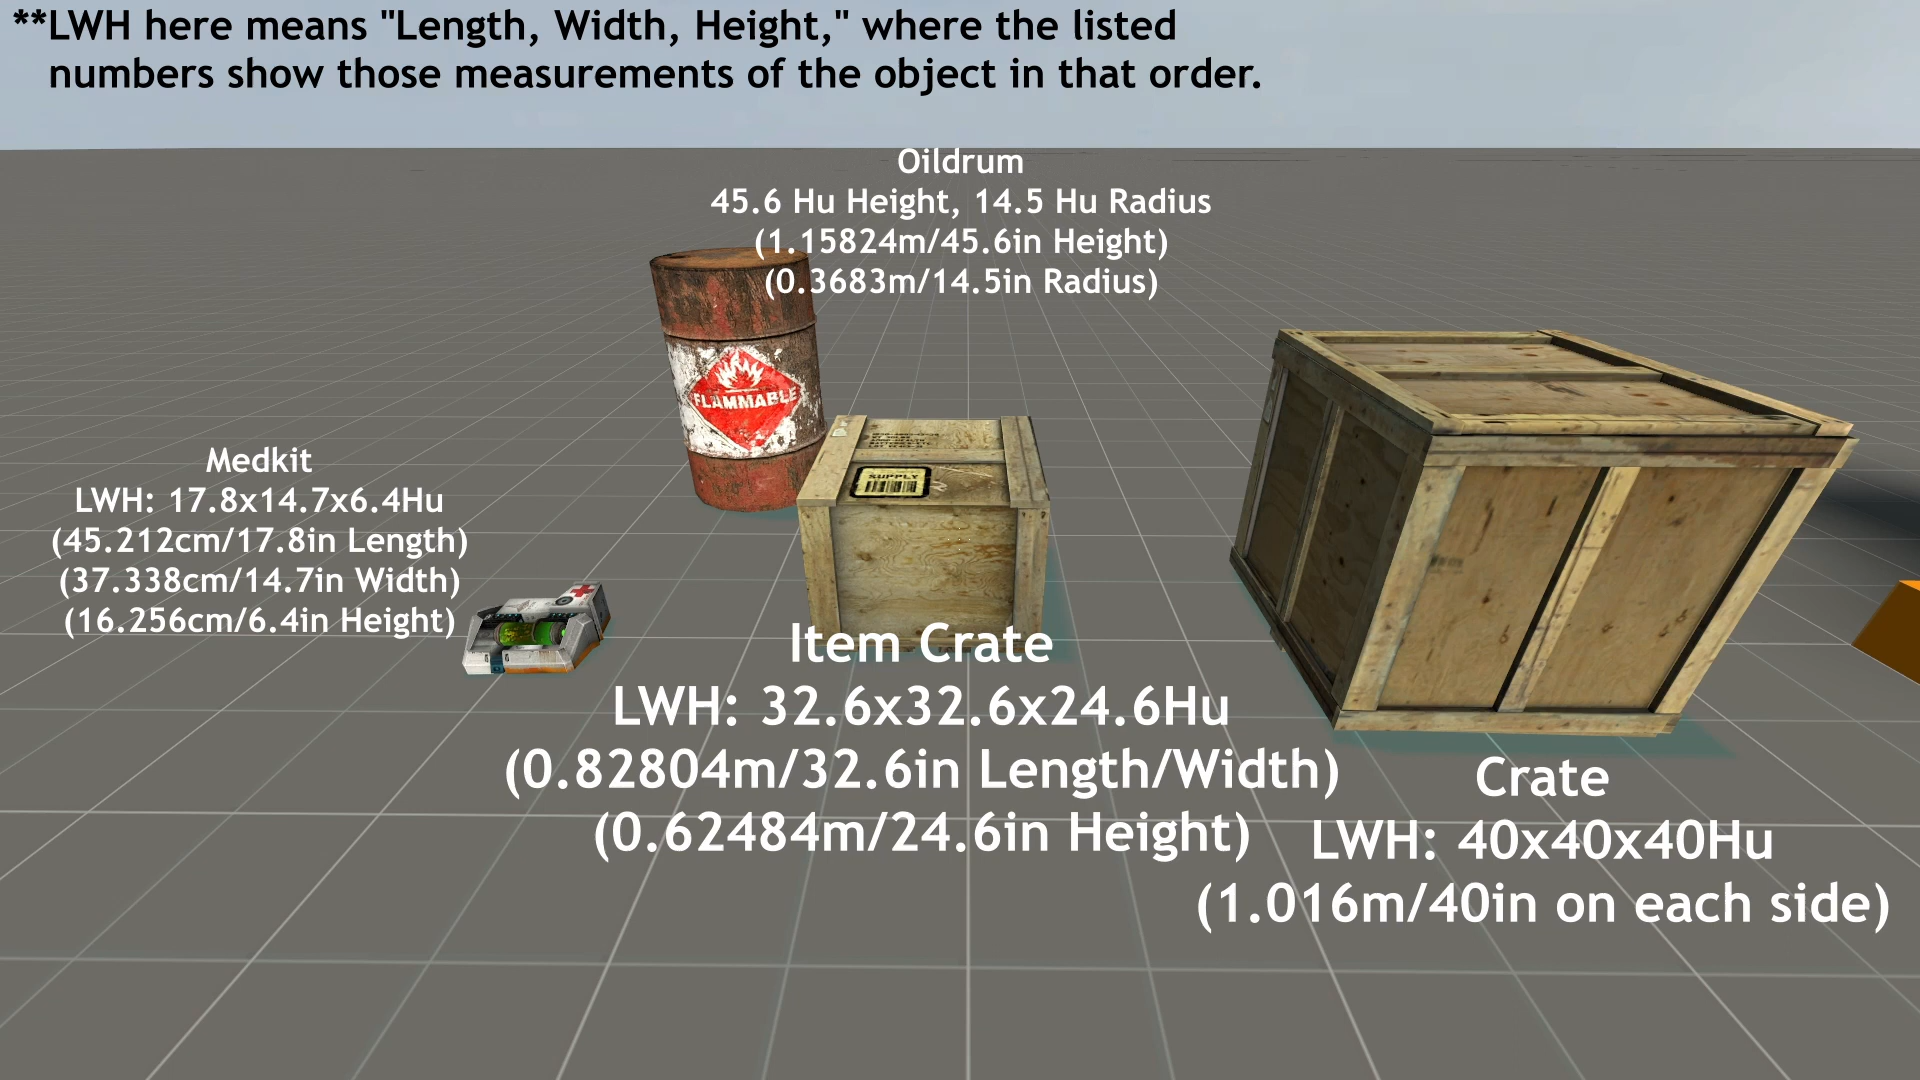 **LWH here means "Length, Width, Height," where the listed
numbers show those measurements of the object in that order.
Oildrum
45.6 Hu Height, 14.5 Hu Radius
(1.15824m/45.6in Height)
(0.3683m/14.5in Radius)
FLAMMABLE
SUPPLY
Medkit
LWH: 17.8x14.7x6.4Hu
(45.212cm/17.8in Length)
(37.338cm/14.7in Width)
(16.256cm/6.4in Height)
Item Crate
LWH: 32.6x32.6x24.6Hu
(0.82804m/32.6in Length/Width)
(0.62484m/24.6in Height)
Crate
LWH: 40x40x40Hu
(1.016m/40in on each side)